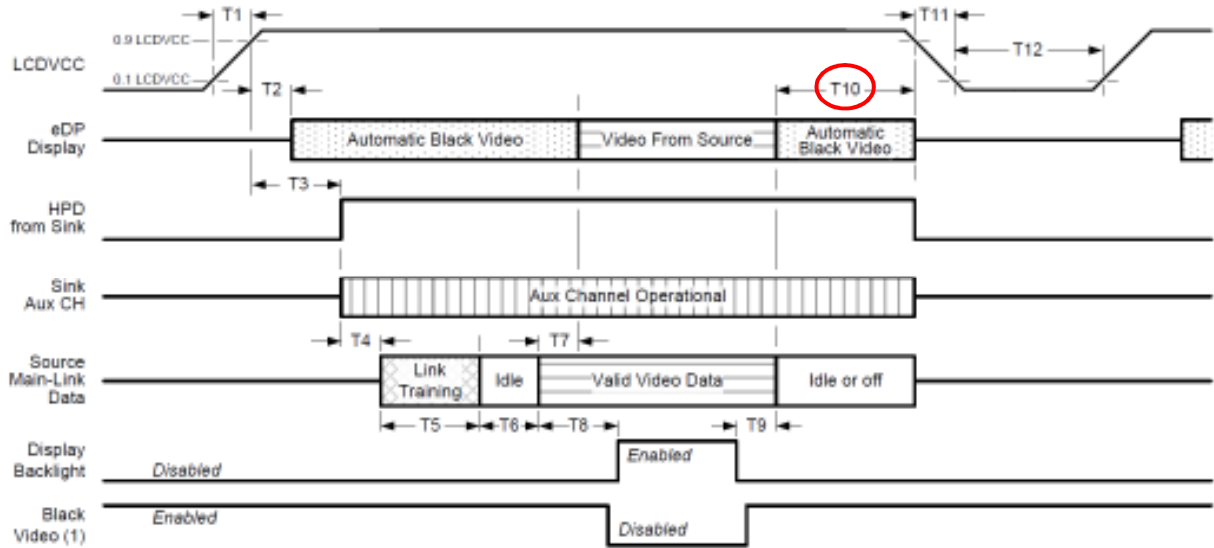 T1
T11
0.9 LCDVCC
LCDVCC
0.1 LCDVCC
T2
T10
T12
eDP
Display
Automatic Black Video
Video From Source
Automatic
Black Video
T3
HPD
from Sink
Sink
Aux CH
Aux Channel Operational
T4
T7
Source
Main-Link
Data
Link
Training
Idle
Valid Video Data
Idle or off
T5
T6
T8
T9
Display
Backlight
Disabled
Enabled
Black
Video (1)
Enabled
Disabled